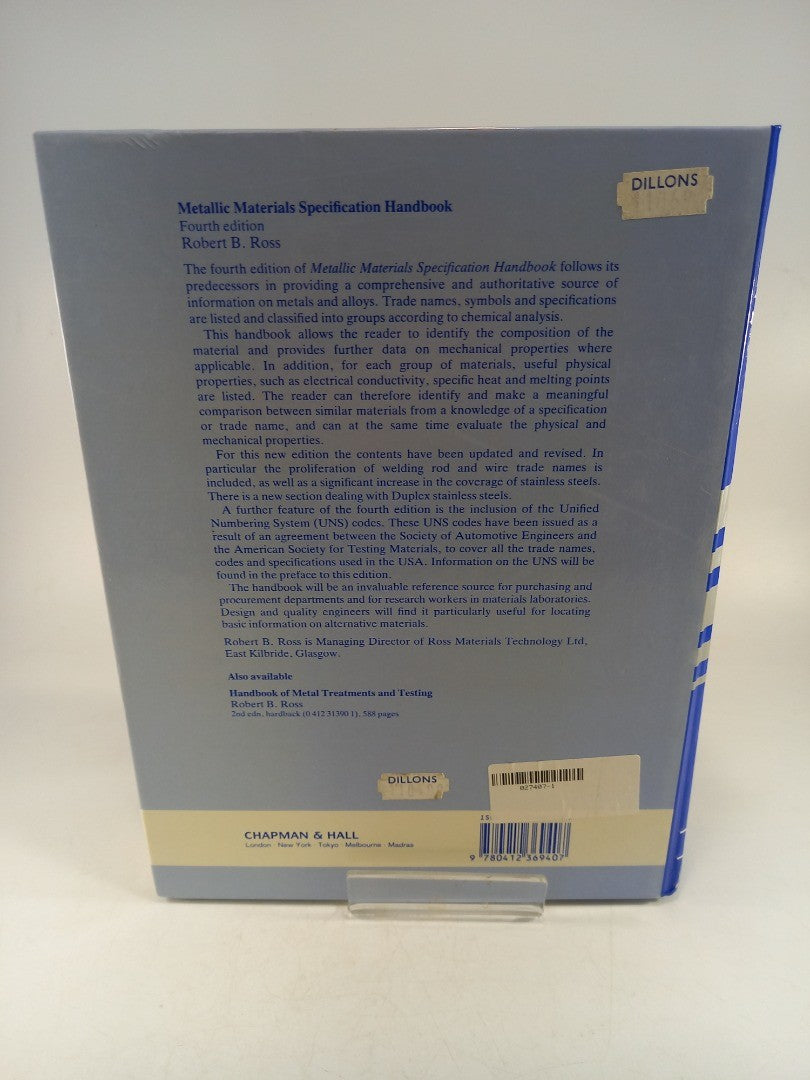 DILLONS
Metallic Materials Specification Handbook
Fourth edition
Robert B. Ross
The fourth edition of Metallic Materials Specification Handbook follows its
predecessors in providing a comprehensive and authoritative source of
information on metals and alloys. Trade names, symbols and specifications
are listed and classified into groups according to chemical analysis.
This handbook allows the reader to identify the composition of the
material and provides further data on mechanical properties where
applicable. In addition, for each group of materials, useful physical
properties, such as electrical conductivity, specific heat and melting points
are listed. The reader can therefore identify and make a meaningful
comparison between similar materials from a knowledge of a specification
or trade name, and can at the same time evaluate the physical and
mechanical properties.
For this new edition the contents have been updated and revised. In
particular the proliferation of welding rod and wire trade names is
included, as well as a significant increase in the coverage of stainless steels.
There is a new section dealing with Duplex stainless steels.
A further feature of the fourth edition is the inclusion of the Unified
Numbering System (UNS) codes. These UNS codes have been issued as a
result of an agreement between the Society of Automotive Engineers and
the American Society for Testing Materials, to cover all the trade names,
codes and specifications used in the USA. Information on the UNS will be
found in the preface to this edition.
The handbook will be an invaluable reference source for purchasing and
procurement departments and for research workers in materials laboratories.
Design and quality engineers will find it particularly useful for locating
basic information on alternative materials.
Robert B. Ross is Managing Director of Ross Materials Technology Ltd,
East Kilbride, Glasgow.
Also available
Handbook of Metal Treatments and Testing
Robert B. Ross
2nd edn, hardback (0 412 31390 1), 588 pages
DILLONS
027407-1
CHAPMAN & HALL
London · New York · Tokyo · Melbourne · Madras
9 780412 369407